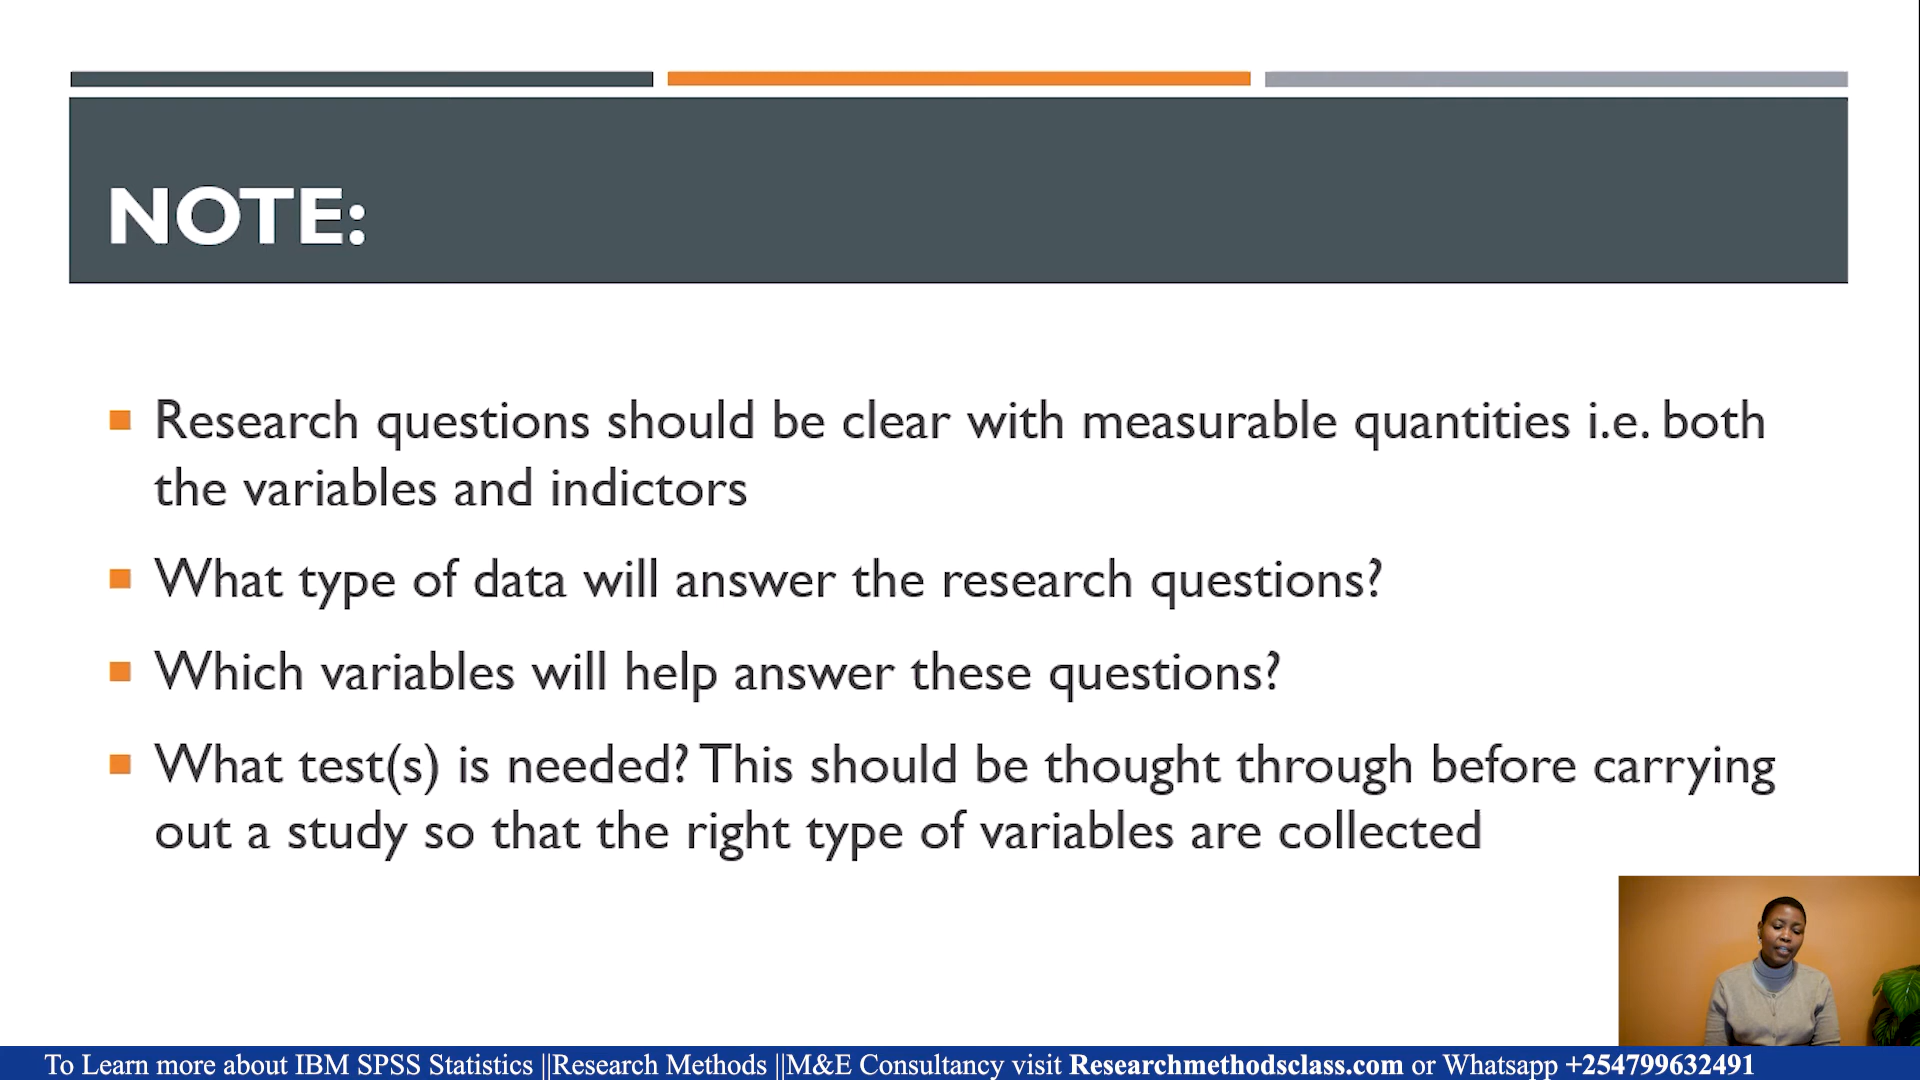 NOTE:
Research questions should be clear with measurable quantities i.e. both
the variables and indictors
What type of data will answer the research questions?
Which variables will help answer these questions?
What test(s) is needed? This should be thought through before carrying
out a study so that the right type of variables are collected
To Learn more about IBM SPSS Statistics ||Research Methods ||M&E Consultancy visit Researchmethodsclass.com or Whatsapp +254799632491